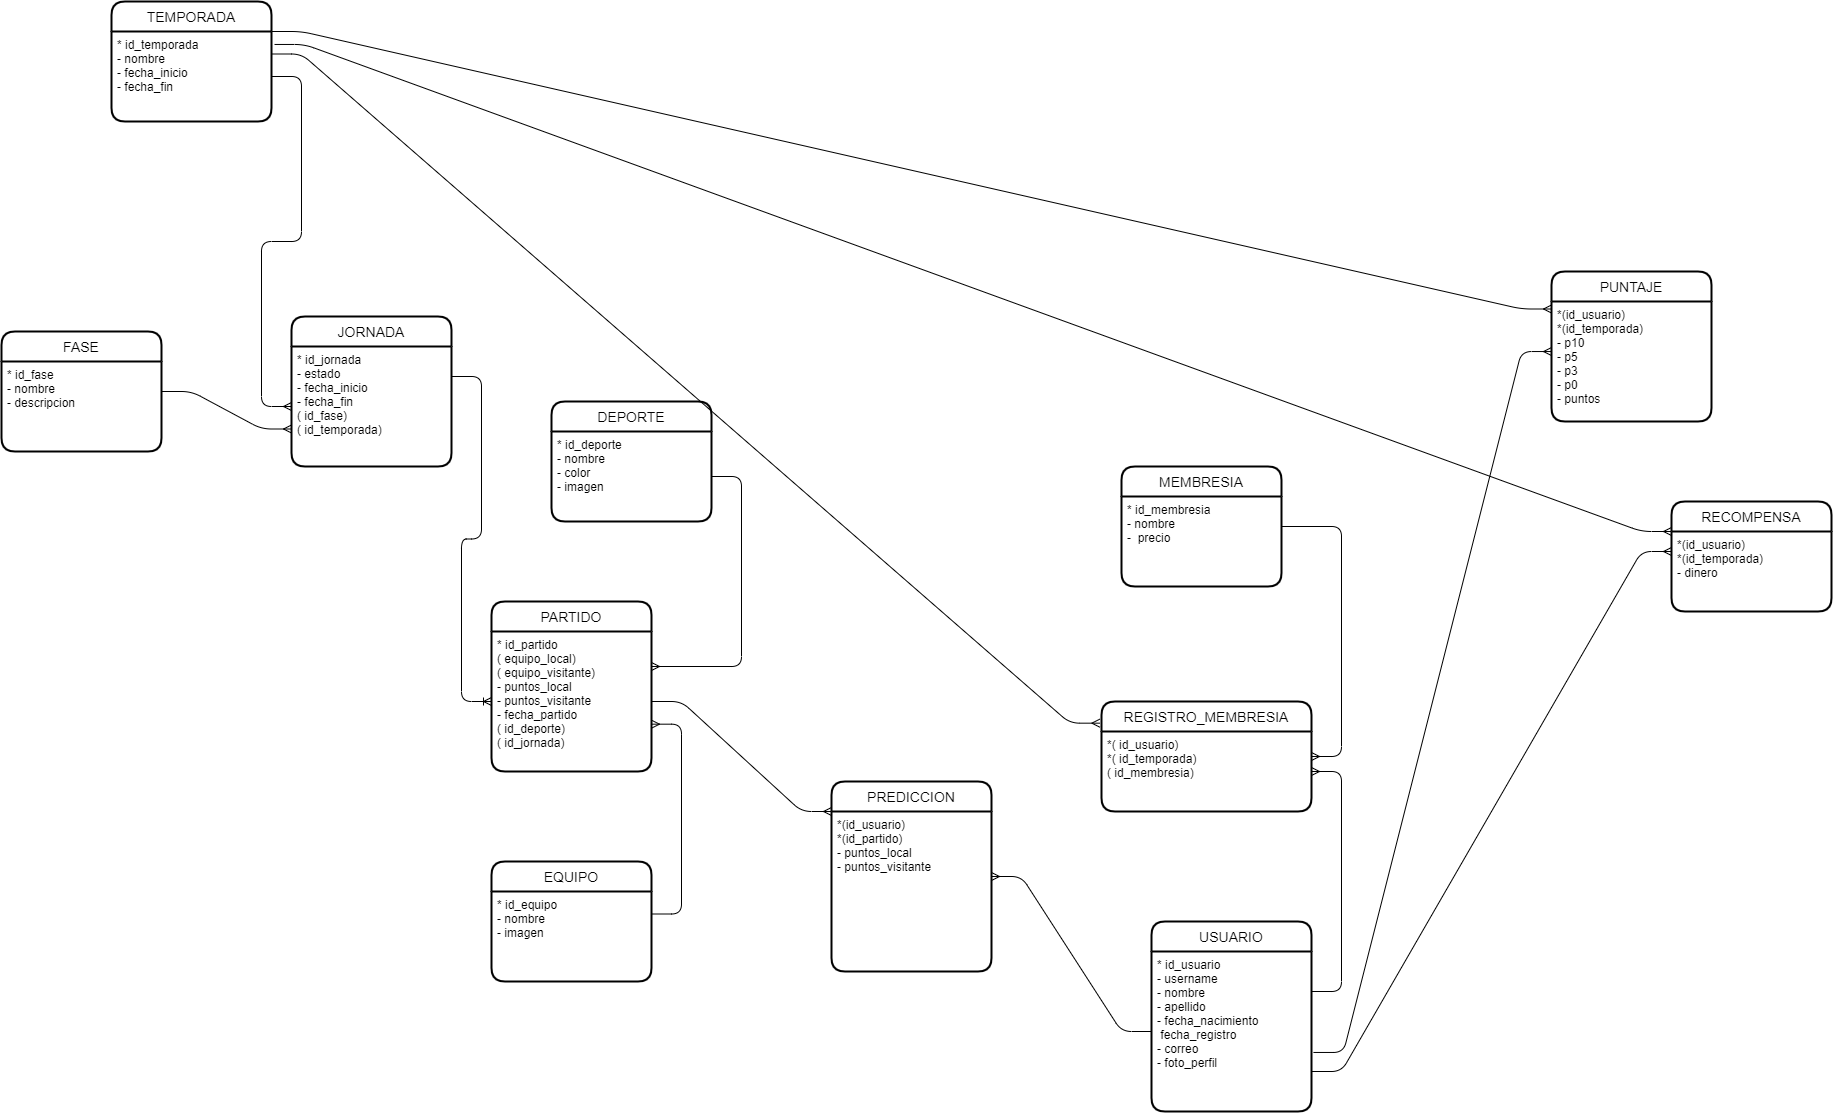 TEMPORADA
* id_temporada
- nombre
- fecha_inicio
- fecha_fin
PUNTAJE
*(id_usuario)
*(id_temporada)
- p10
- p5
- p3
- p0
- puntos
FASE
* id_fase
- nombre
- descripcion
JORNADA
* id_jornada
- estado
- fecha_inicio
- fecha_fin
( id_fase)
( id_temporada)
DEPORTE
* id_deporte
- nombre
- color
- imagen
MEMBRESIA
* id_membresia
- nombre
-  precio
RECOMPENSA
*(id_usuario)
*(id_temporada)
- dinero
PARTIDO
* id_partido
( equipo_local)
( equipo_visitante)
- puntos_local
- puntos_visitante
- fecha_partido
( id_deporte)
( id_jornada)
REGISTRO_MEMBRESIA
*( id_usuario)
*( id_temporada)
( id_membresia)
PREDICCION
*(id_usuario)
*(id_partido)
- puntos_local
- puntos_visitante
EQUIPO
* id_equipo
- nombre
- imagen
USUARIO
* id_usuario
- username
- nombre
- apellido
- fecha_nacimiento
fecha_registro
- correo
- foto_perfil